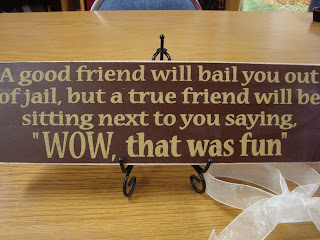 A good friend will bail you out
of jail, but a true friend will be
sitting next to you saying,
"WOW, that was fun"